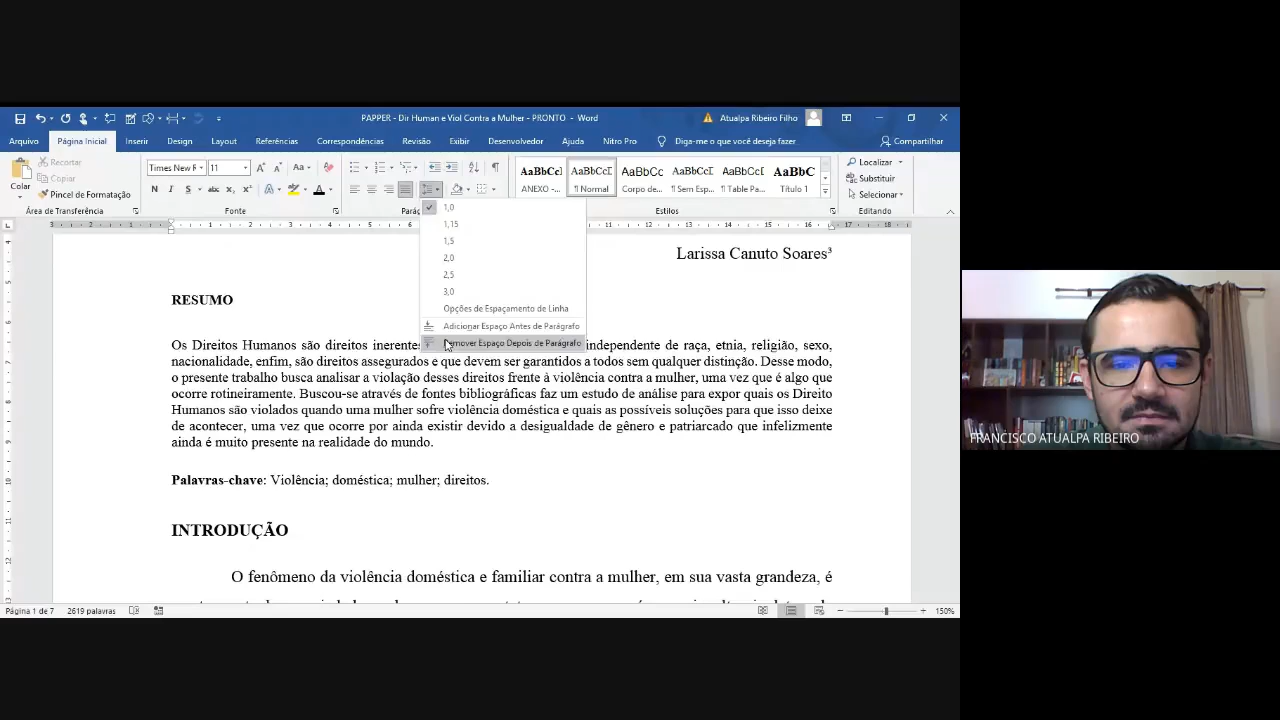 PAPPER - Dir Human e Viol Contra a Mulher - PRONTO - Word
Atualpa Ribeiro Filho
Arquivo Página Inicial Inserir Design Layout Referências Correspondências Revisão Exibir Desenvolvedor Ajuda Nitro Pro Diga-me o que você deseja fazer Compartilhar
Colar
Recortar
Copiar
Pincel de Formatação
Área de Transferência
Times New R 11
N I S abc x₂ x²
Fonte
Pará
AaBbCcI AaBbCcD AaBbCcD AaBbCcD AaBbCcD AaBbC
ANEXO -... ¶ Normal Corpo de... ¶ Sem Esp... ¶ Table Pa... Título 1
Estilos
Localizar
Substituir
Selecionar
Editando
1,0
1,15
1,5
2,0
2,5
3,0
Opções de Espaçamento de Linha
Adicionar Espaço Antes de Parágrafo
emover Espaço Depois de Parágrafo
Larissa Canuto Soares³
RESUMO
Os Direitos Humanos são direitos inerentes independente de raça, etnia, religião, sexo,
nacionalidade, enfim, são direitos assegurados e que devem ser garantidos a todos sem qualquer distinção. Desse modo,
o presente trabalho busca analisar a violação desses direitos frente à violência contra a mulher, uma vez que é algo que
ocorre rotineiramente. Buscou-se através de fontes bibliográficas faz um estudo de análise para expor quais os Direito
Humanos são violados quando uma mulher sofre violência doméstica e quais as possíveis soluções para que isso deixe
de acontecer, uma vez que ocorre por ainda existir devido a desigualdade de gênero e patriarcado que infelizmente
ainda é muito presente na realidade do mundo.
Palavras-chave: Violência; doméstica; mulher; direitos.
INTRODUÇÃO
O fenômeno da violência doméstica e familiar contra a mulher, em sua vasta grandeza, é
Página 1 de 7 2619 palavras 150%
FRANCISCO ATUALPA RIBEIRO